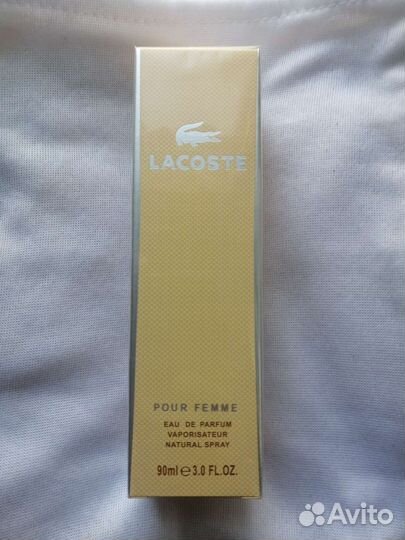 LACOSTE
POUR FEMME
EAU DE PARFUM
VAPORISATEUR
NATURAL SPRAY
90ml ℮ 3.0 FL.OZ.
Avito